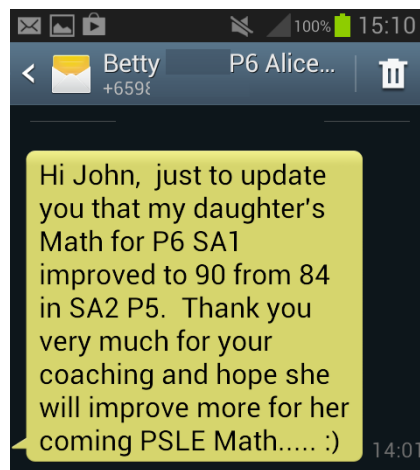 100% 15:10
Betty P6 Alice...
+659
Hi John, just to update
you that my daughter's
Math for P6 SA1
improved to 90 from 84
in SA2 P5. Thank you
very much for your
coaching and hope she
will improve more for her
coming PSLE Math..... :)
14:01